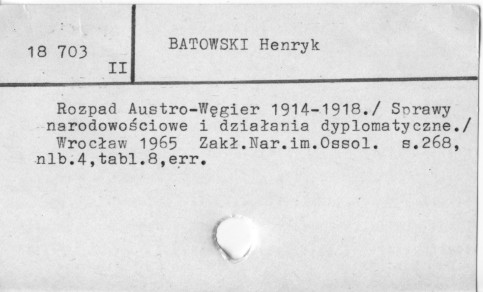 18 703
II
BATOWSKI Henryk
Rozpad Austro-Węgier 1914-1918./ Sprawy
narodowościowe i działania dyplomatyczne./
Wrocław 1965 Zakł.Nar.im.Ossol. s.268,
nlb.4,tabl.8,err.